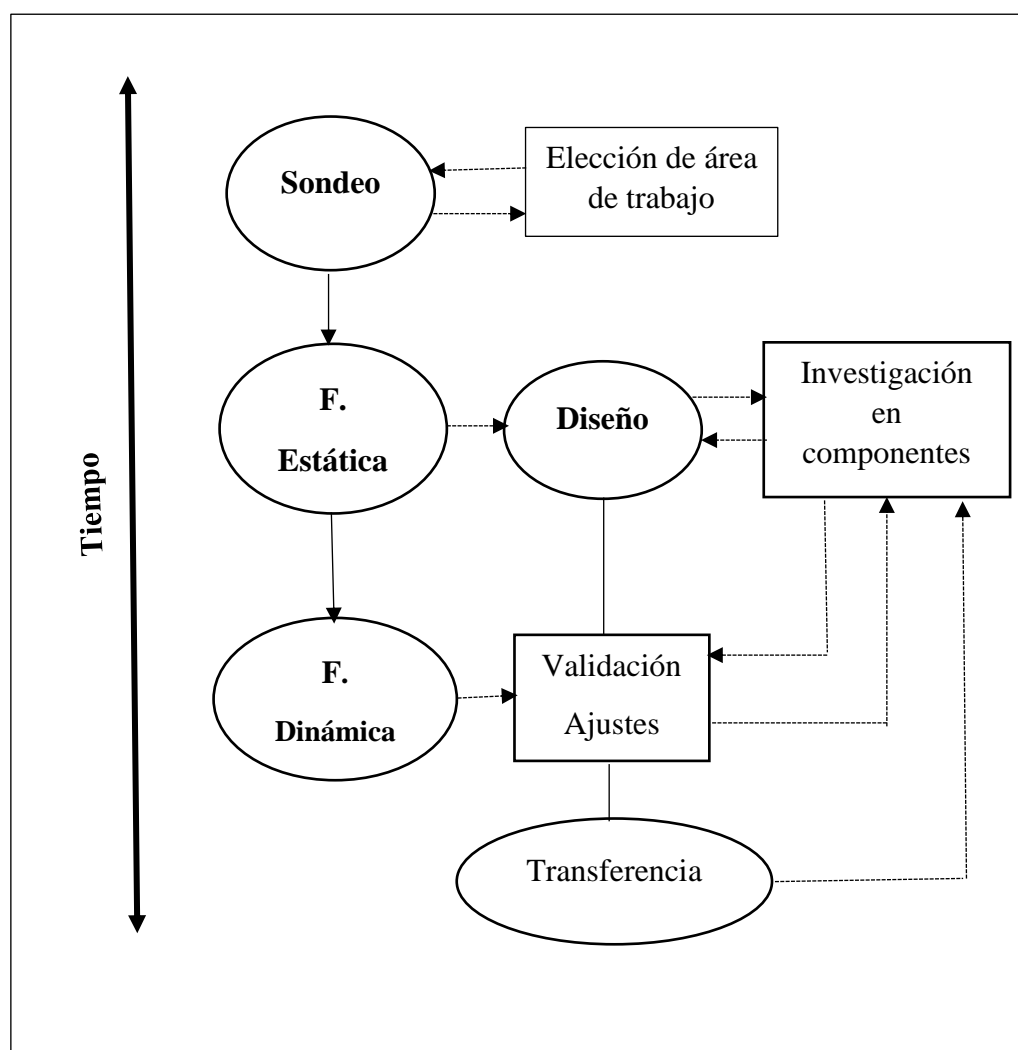 Sondeo
Elección de área
de trabajo
F.
Estática
Diseño
Investigación
en
componentes
Tiempo
F.
Dinámica
Validación
Ajustes
Transferencia